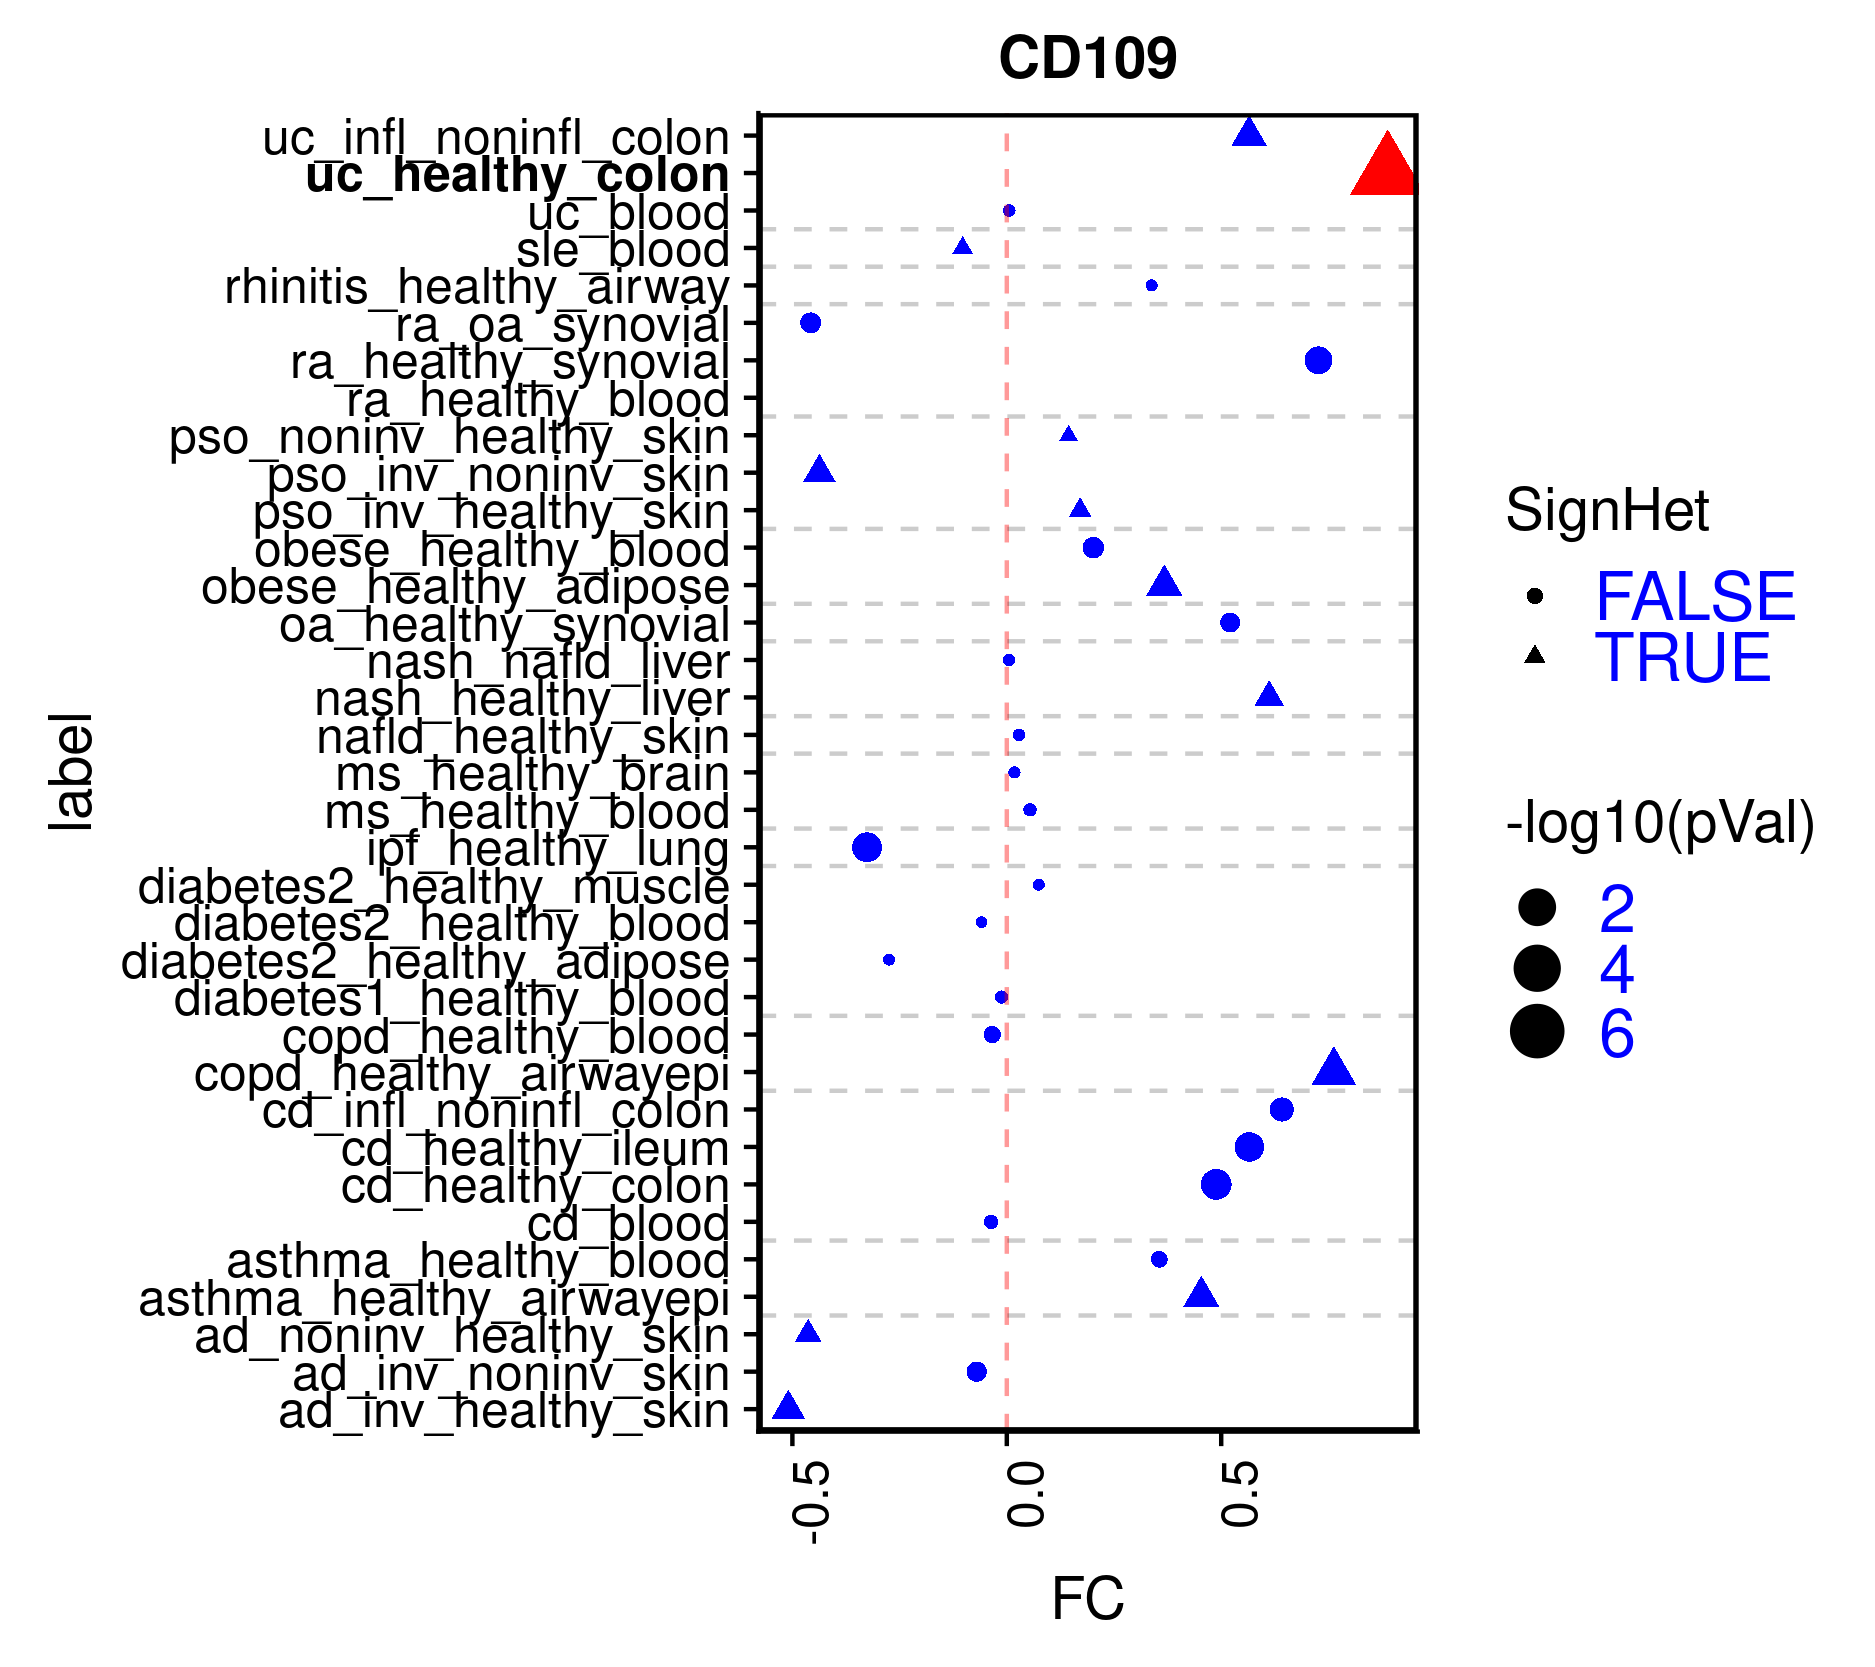 CD109
uc_infl_noninfl_colon
uc_healthy_colon
uc_blood
sle_blood
rhinitis_healthy_airway
ra_oa_synovial
ra_healthy_synovial
ra_healthy_blood
pso_noninv_healthy_skin
pso_inv_noninv_skin
pso_inv_healthy_skin
obese_healthy_blood
obese_healthy_adipose
oa_healthy_synovial
nash_nafld_liver
nash_healthy_liver
nafld_healthy_skin
ms_healthy_brain
ms_healthy_blood
ipf_healthy_lung
diabetes2_healthy_muscle
diabetes2_healthy_blood
diabetes2_healthy_adipose
diabetes1_healthy_blood
copd_healthy_blood
copd_healthy_airwayepi
cd_infl_noninfl_colon
cd_healthy_ileum
cd_healthy_colon
cd_blood
asthma_healthy_blood
asthma_healthy_airwayepi
ad_noninv_healthy_skin
ad_inv_noninv_skin
ad_inv_healthy_skin
label
-0.5
0.0
0.5
FC
SignHet
FALSE
TRUE
-log10(pVal)
2
4
6